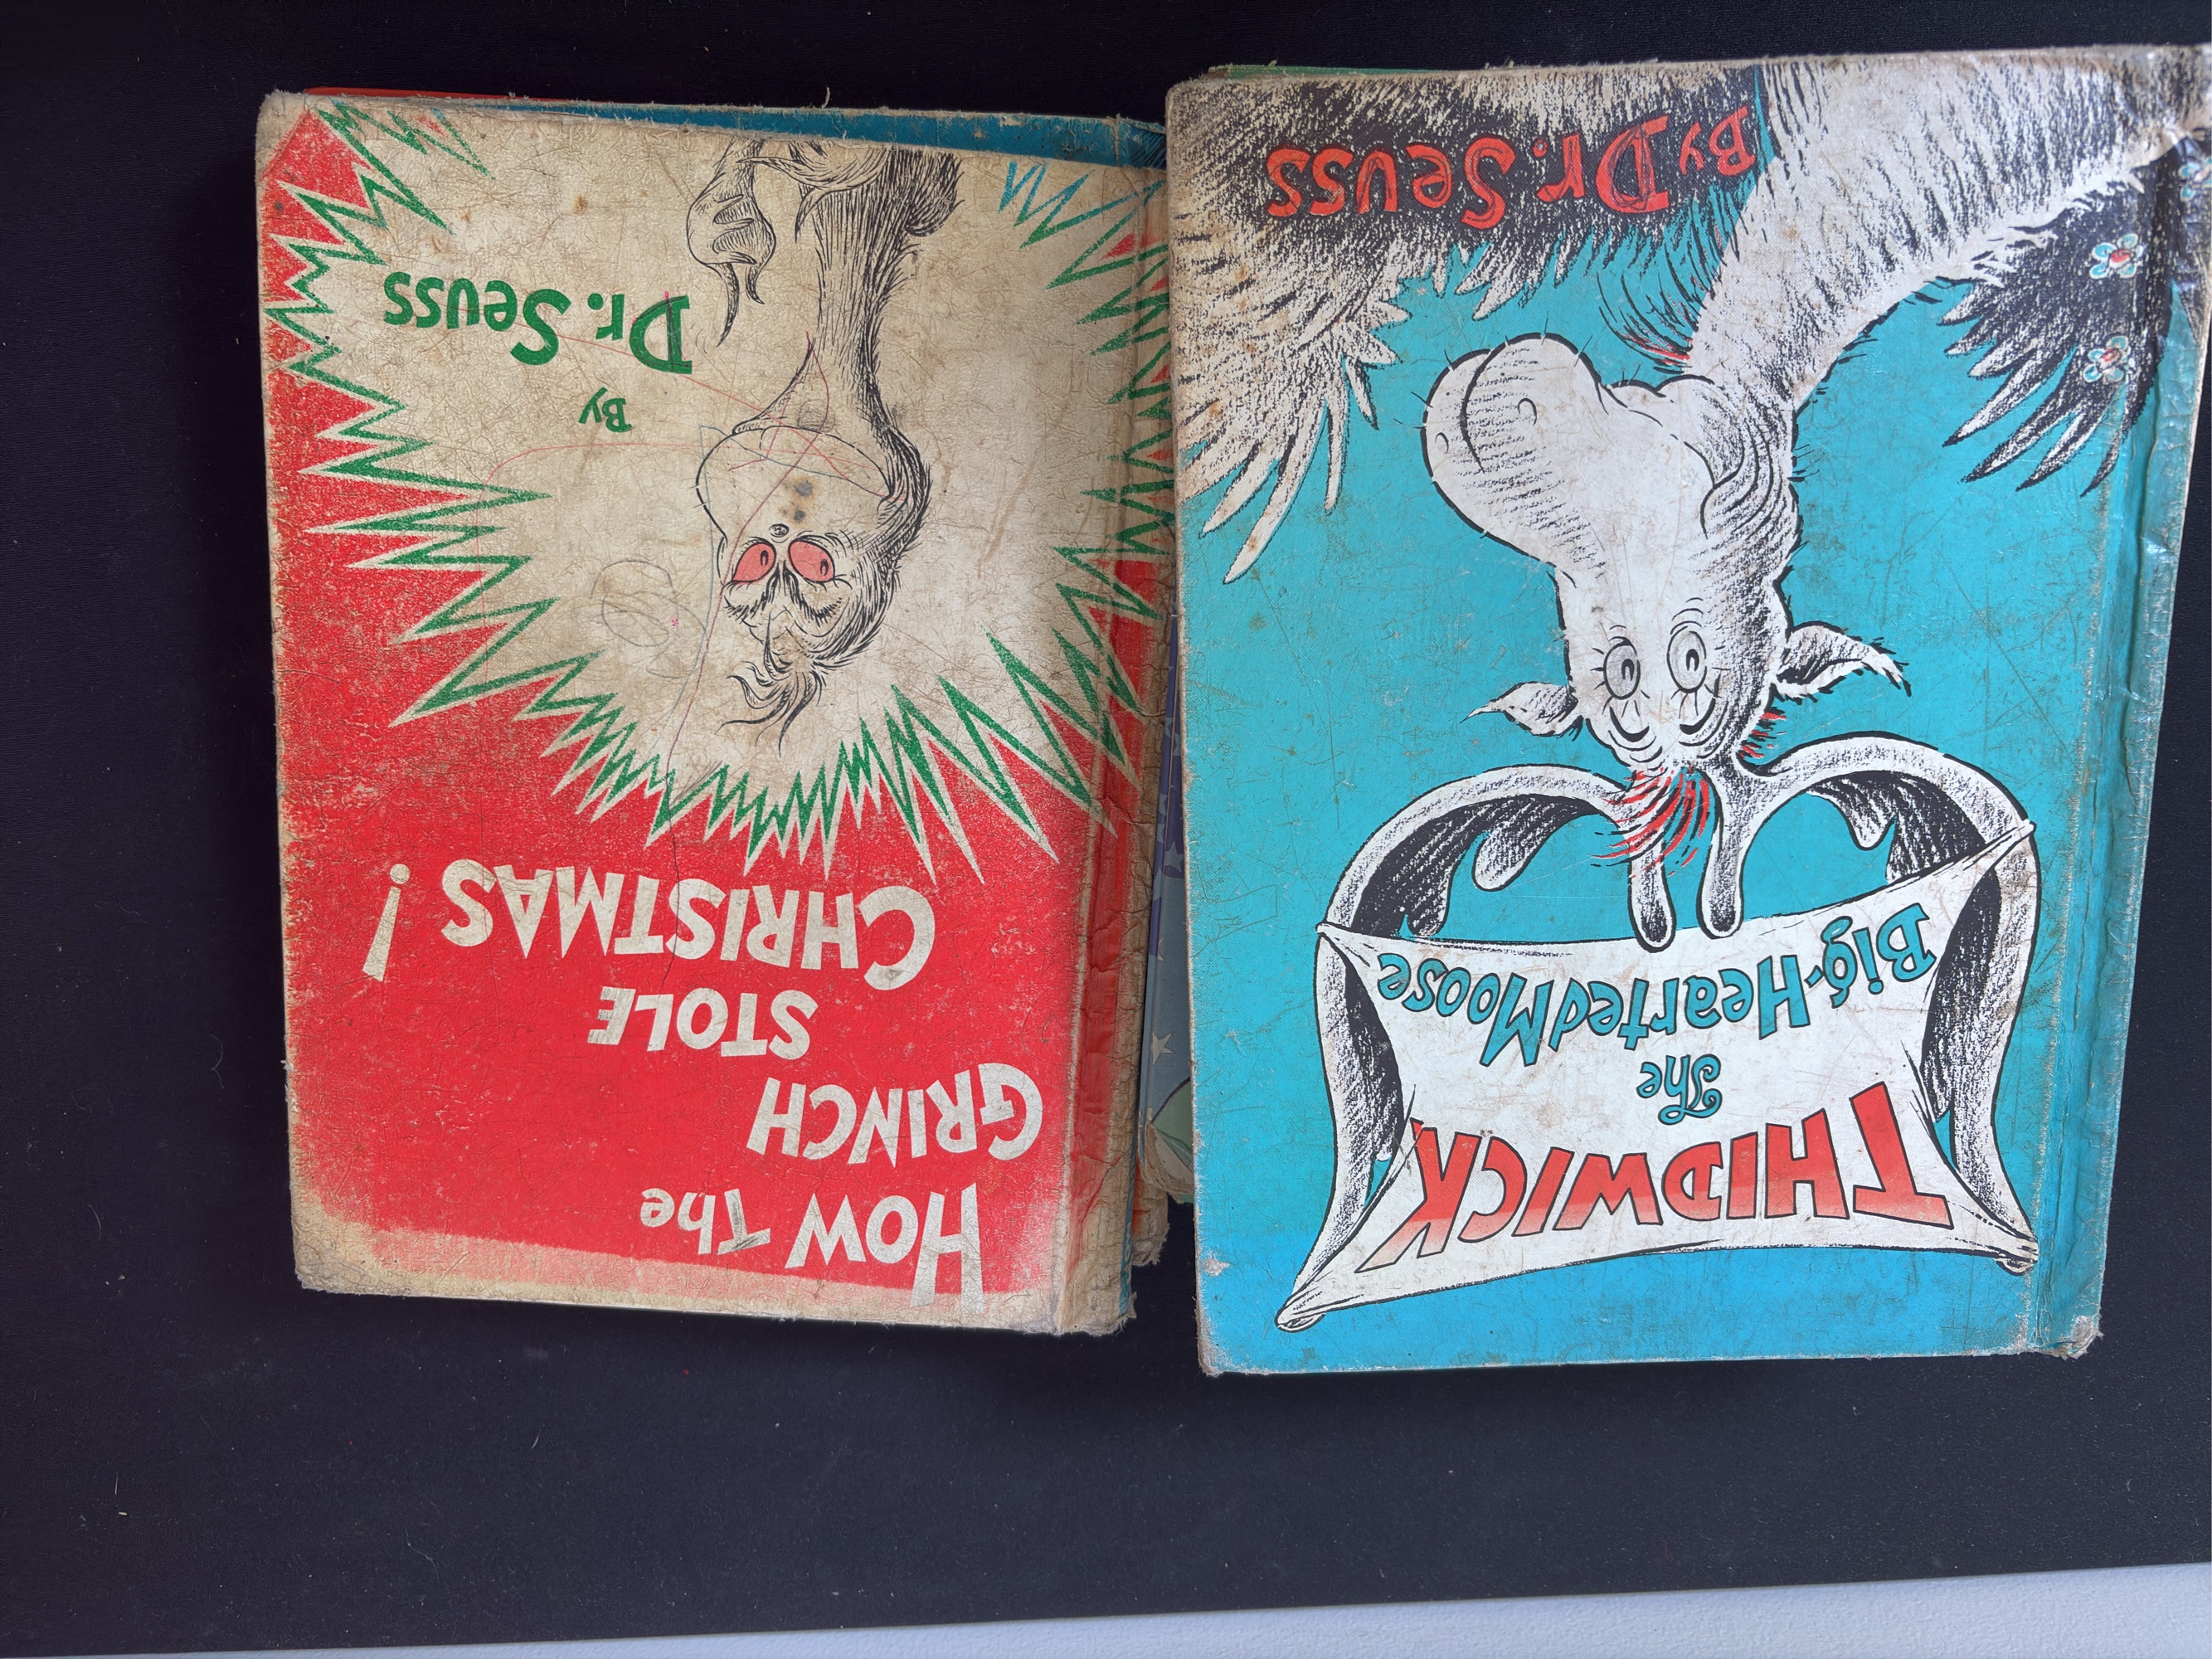 How The
GRINCH
STOLE
CHRISTMAS!
By
Dr. Seuss
THIDWICK
The
Big-Hearted Moose
By Dr. Seuss